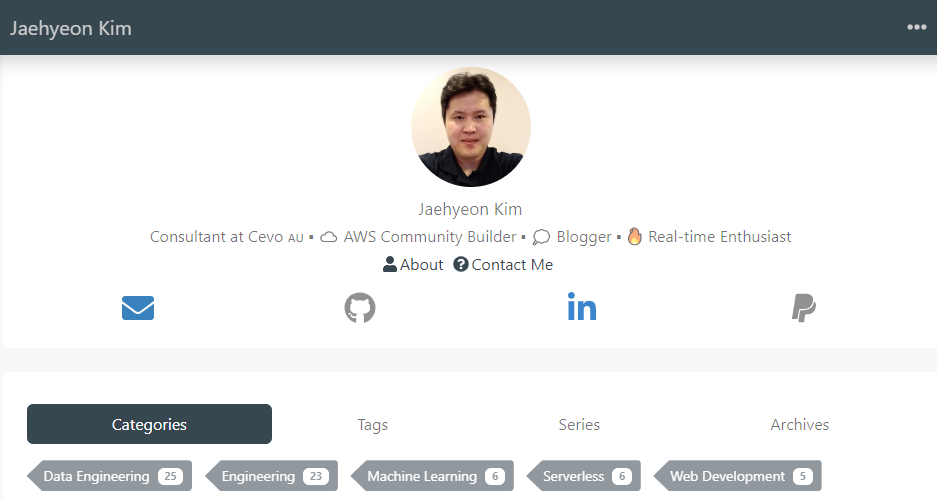 Jaehyeon Kim
Jaehyeon Kim
Consultant at Cevo AU • AWS Community Builder • Blogger • Real-time Enthusiast
About Contact Me
Categories Tags Series Archives
Data Engineering 25 Engineering 23 Machine Learning 6 Serverless 6 Web Development 5